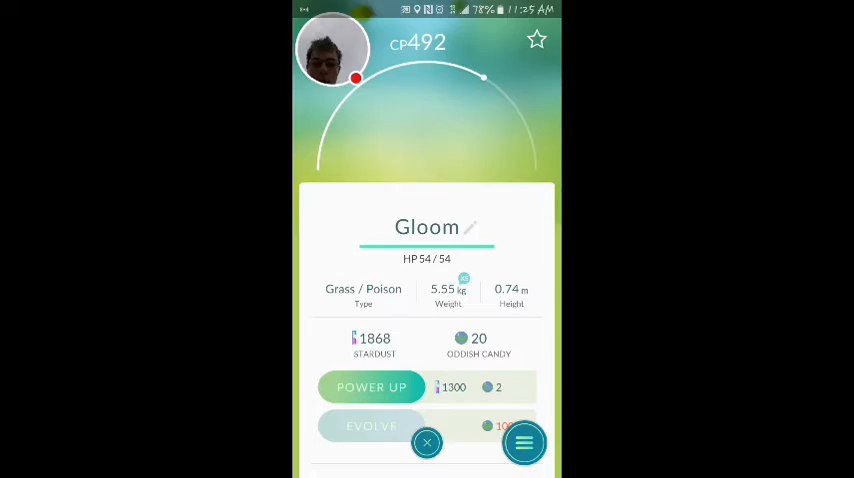 78% 11:25 AM
CP492
Gloom
HP 54 / 54
Grass / Poison
Type
XS
5.55 kg
Weight
0.74 m
Height
1868
STARDUST
20
ODDISH CANDY
POWER UP
1300
2
EVOLVE